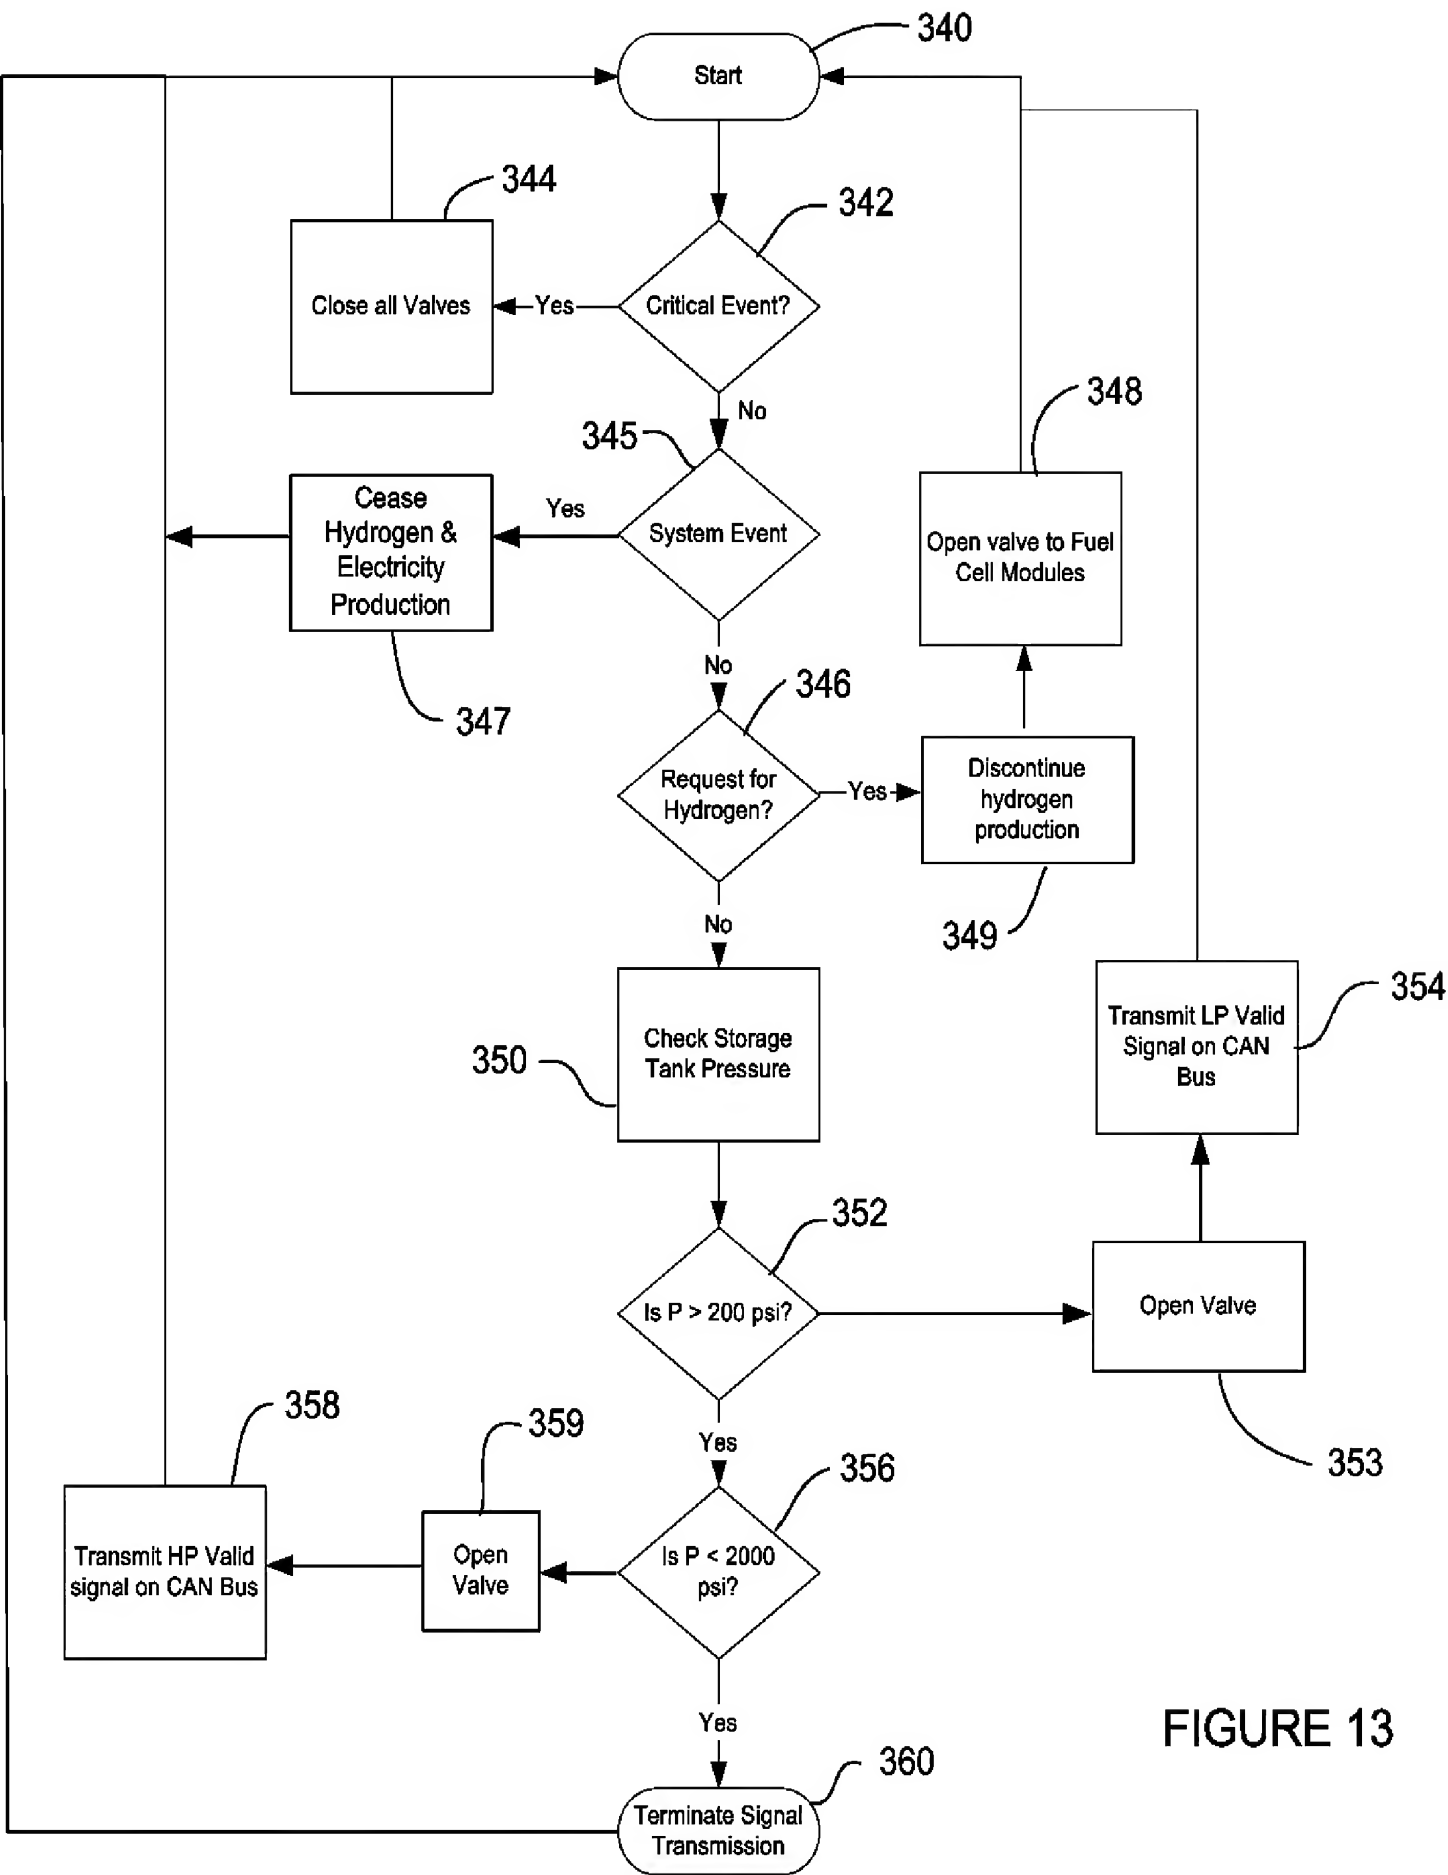 340
Start
344
342
Close all Valves
Yes
Critical Event?
No
348
345
Cease
Hydrogen &
Electricity
Production
Yes
System Event
Open valve to Fuel
Cell Modules
No
347
346
Request for
Hydrogen?
Yes
Discontinue
hydrogen
production
No
349
354
Transmit LP Valid
Signal on CAN
Bus
350
Check Storage
Tank Pressure
352
Is P > 200 psi?
Open Valve
358
359
Yes
356
353
Transmit HP Valid
signal on CAN Bus
Open
Valve
Is P < 2000
psi?
Yes
FIGURE 13
360
Terminate Signal
Transmission